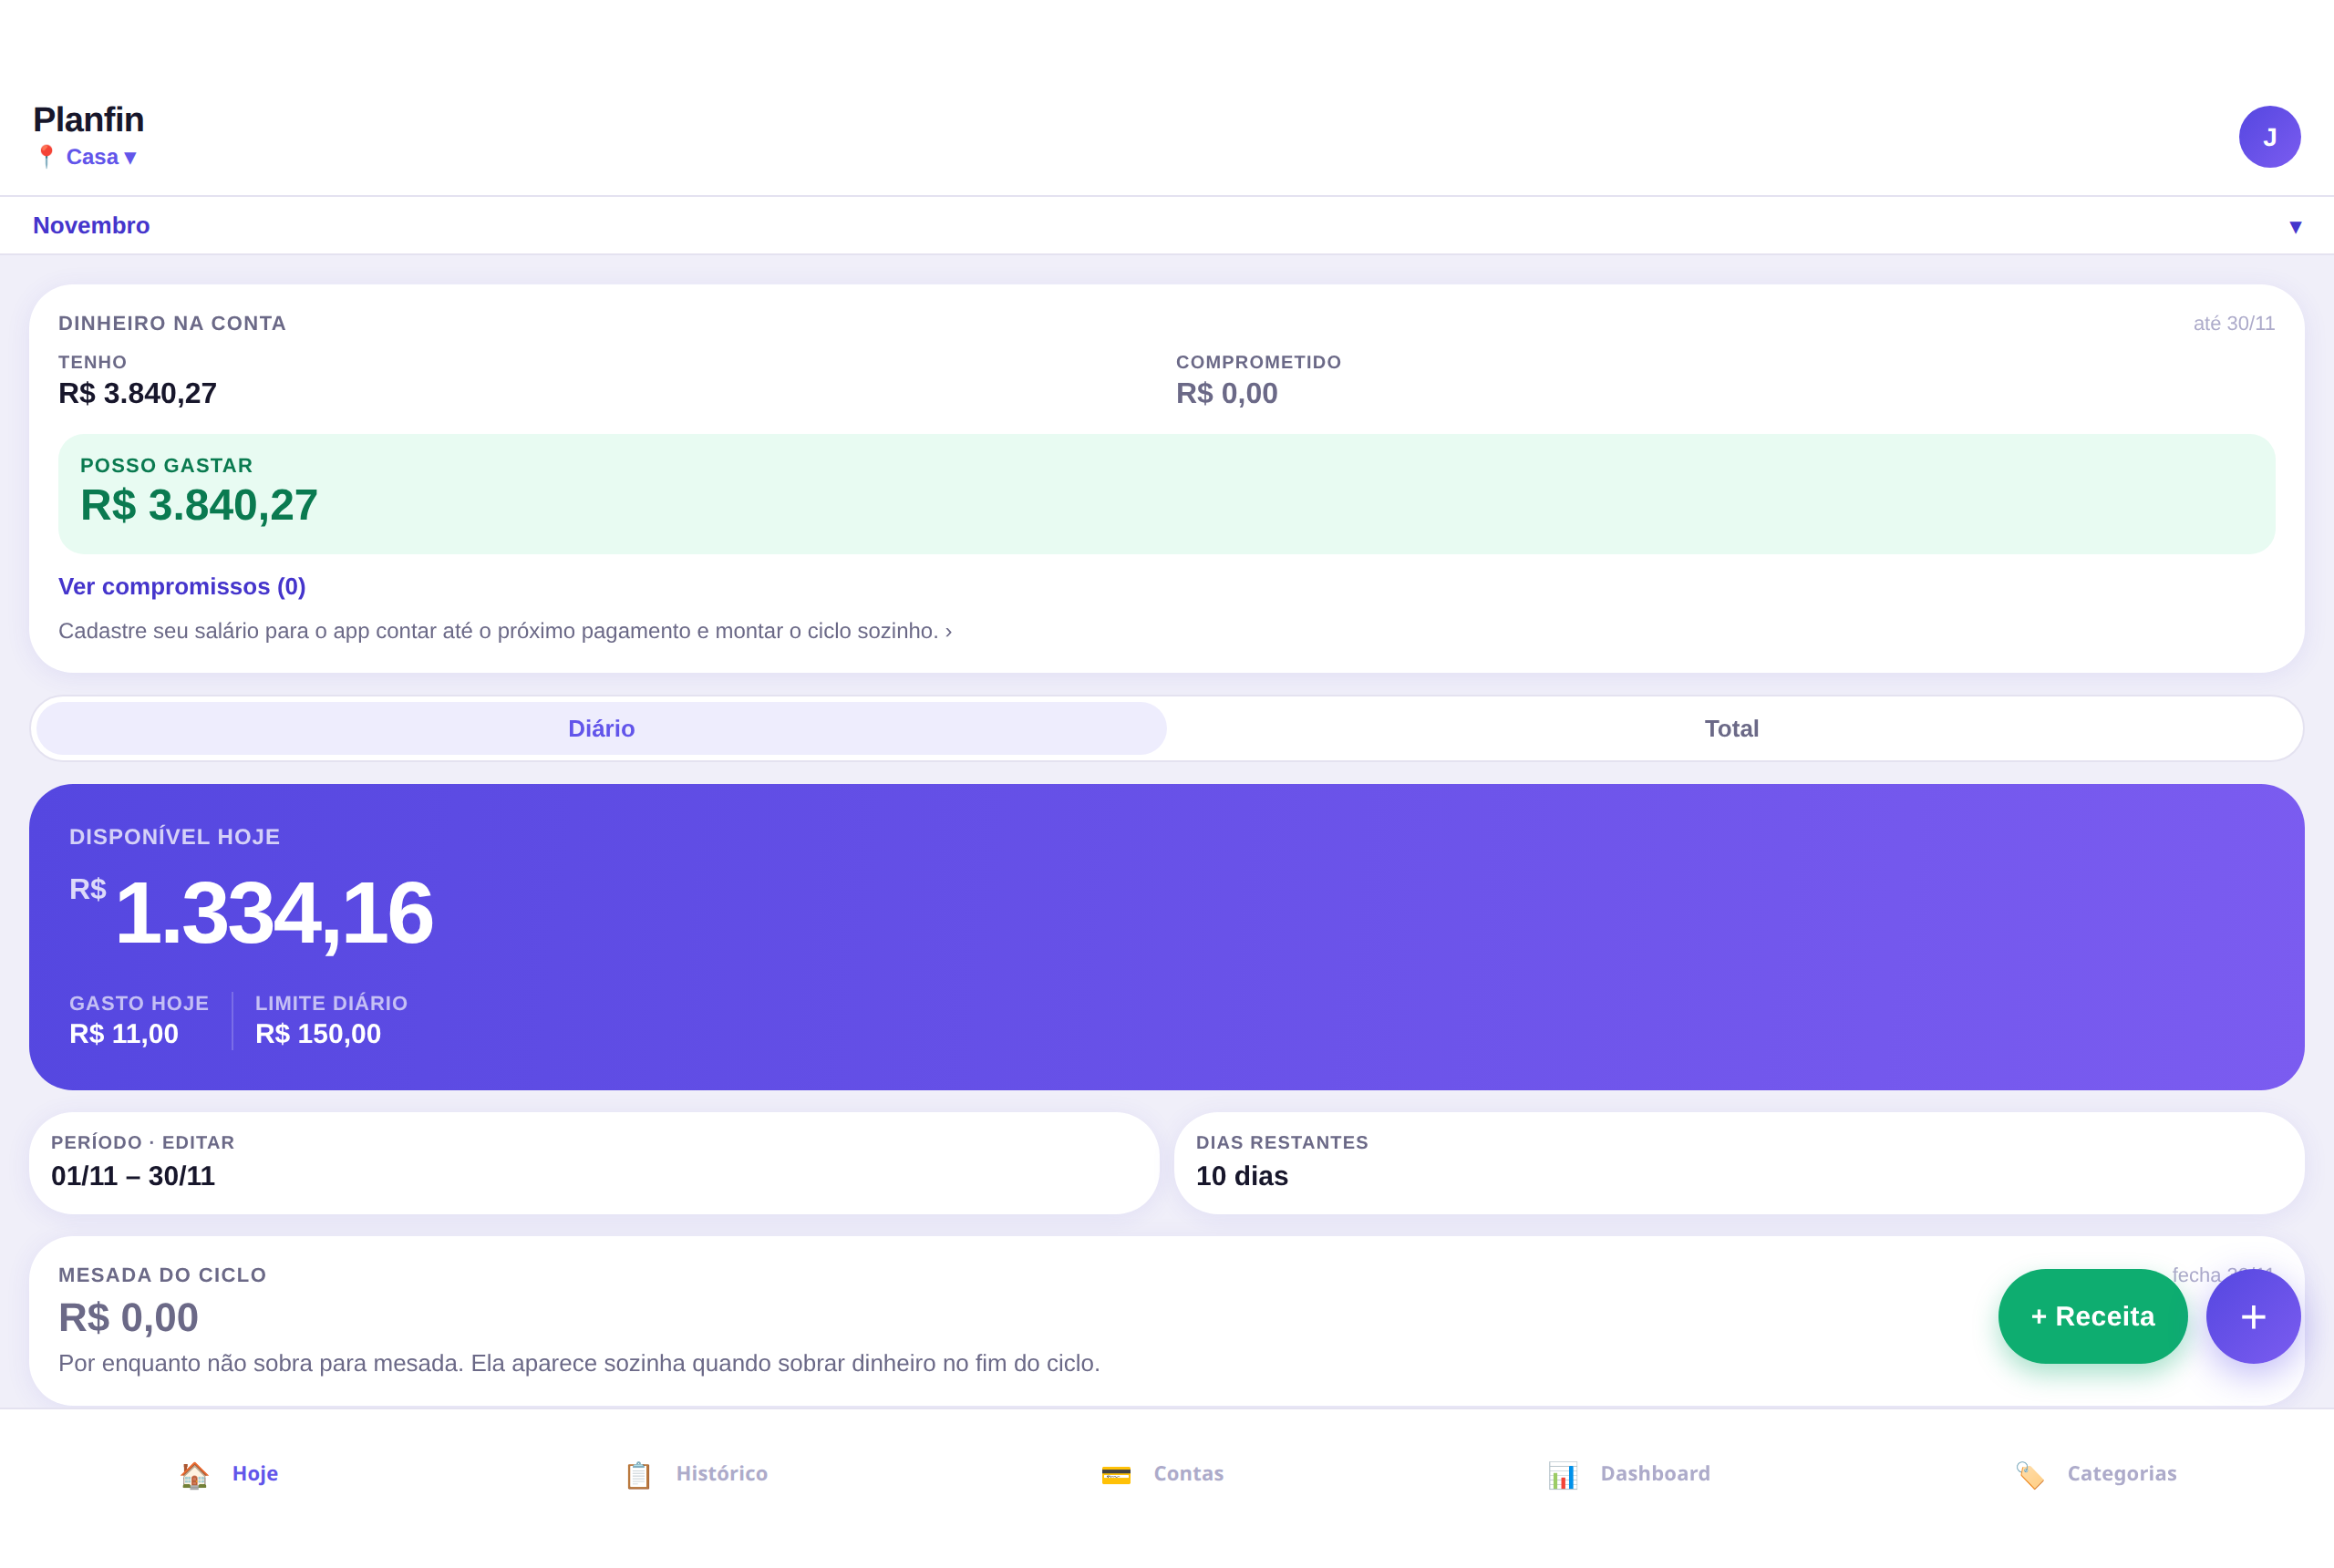 Planfin
Casa ▾
J
Novembro
▾
DINHEIRO NA CONTA
até 30/11
TENHO
COMPROMETIDO
R$ 3.840,27
R$ 0,00
POSSO GASTAR
R$ 3.840,27
Ver compromissos (0)
Cadastre seu salário para o app contar até o próximo pagamento e montar o ciclo sozinho. ›
Diário
Total
DISPONÍVEL HOJE
R$ 1.334,16
GASTO HOJE
LIMITE DIÁRIO
R$ 11,00
R$ 150,00
PERÍODO · EDITAR
DIAS RESTANTES
01/11 – 30/11
10 dias
MESADA DO CICLO
fecha
R$ 0,00
+ Receita
+
Por enquanto não sobra para mesada. Ela aparece sozinha quando sobrar dinheiro no fim do ciclo.
Hoje
Histórico
Contas
Dashboard
Categorias